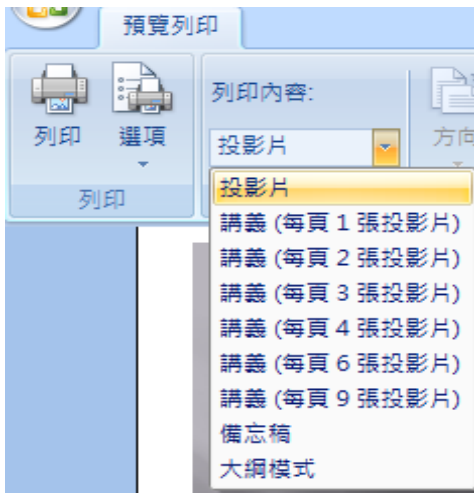 預覽列印
列印
選項
列印內容:
投影片
方向
列印
投影片
講義 (每頁 1 張投影片)
講義 (每頁 2 張投影片)
講義 (每頁 3 張投影片)
講義 (每頁 4 張投影片)
講義 (每頁 6 張投影片)
講義 (每頁 9 張投影片)
備忘稿
大綱模式